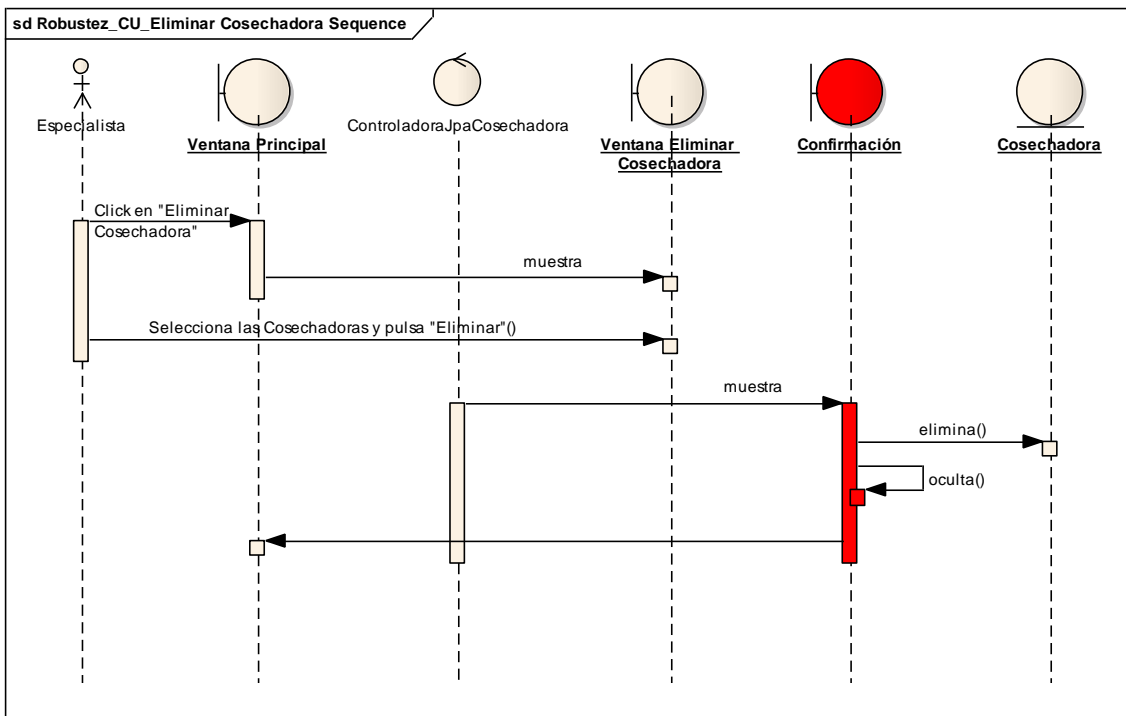 sd Robustez_CU_Eliminar Cosechadora Sequence
Especialista
Ventana Principal
ControladoraJpaCosechadora
Ventana Eliminar
Cosechadora
Confirmación
Cosechadora
Click en "Eliminar
Cosechadora"
muestra
Selecciona las Cosechadoras y pulsa "Eliminar"()
muestra
elimina()
oculta()